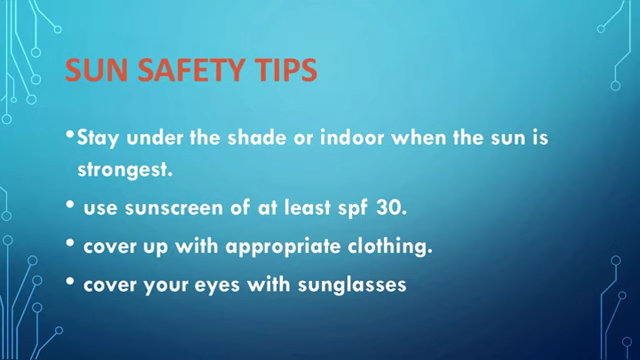 SUN SAFETY TIPS
•Stay under the shade or indoor when the sun is
strongest.
• use sunscreen of at least spf 30.
• cover up with appropriate clothing.
• cover your eyes with sunglasses